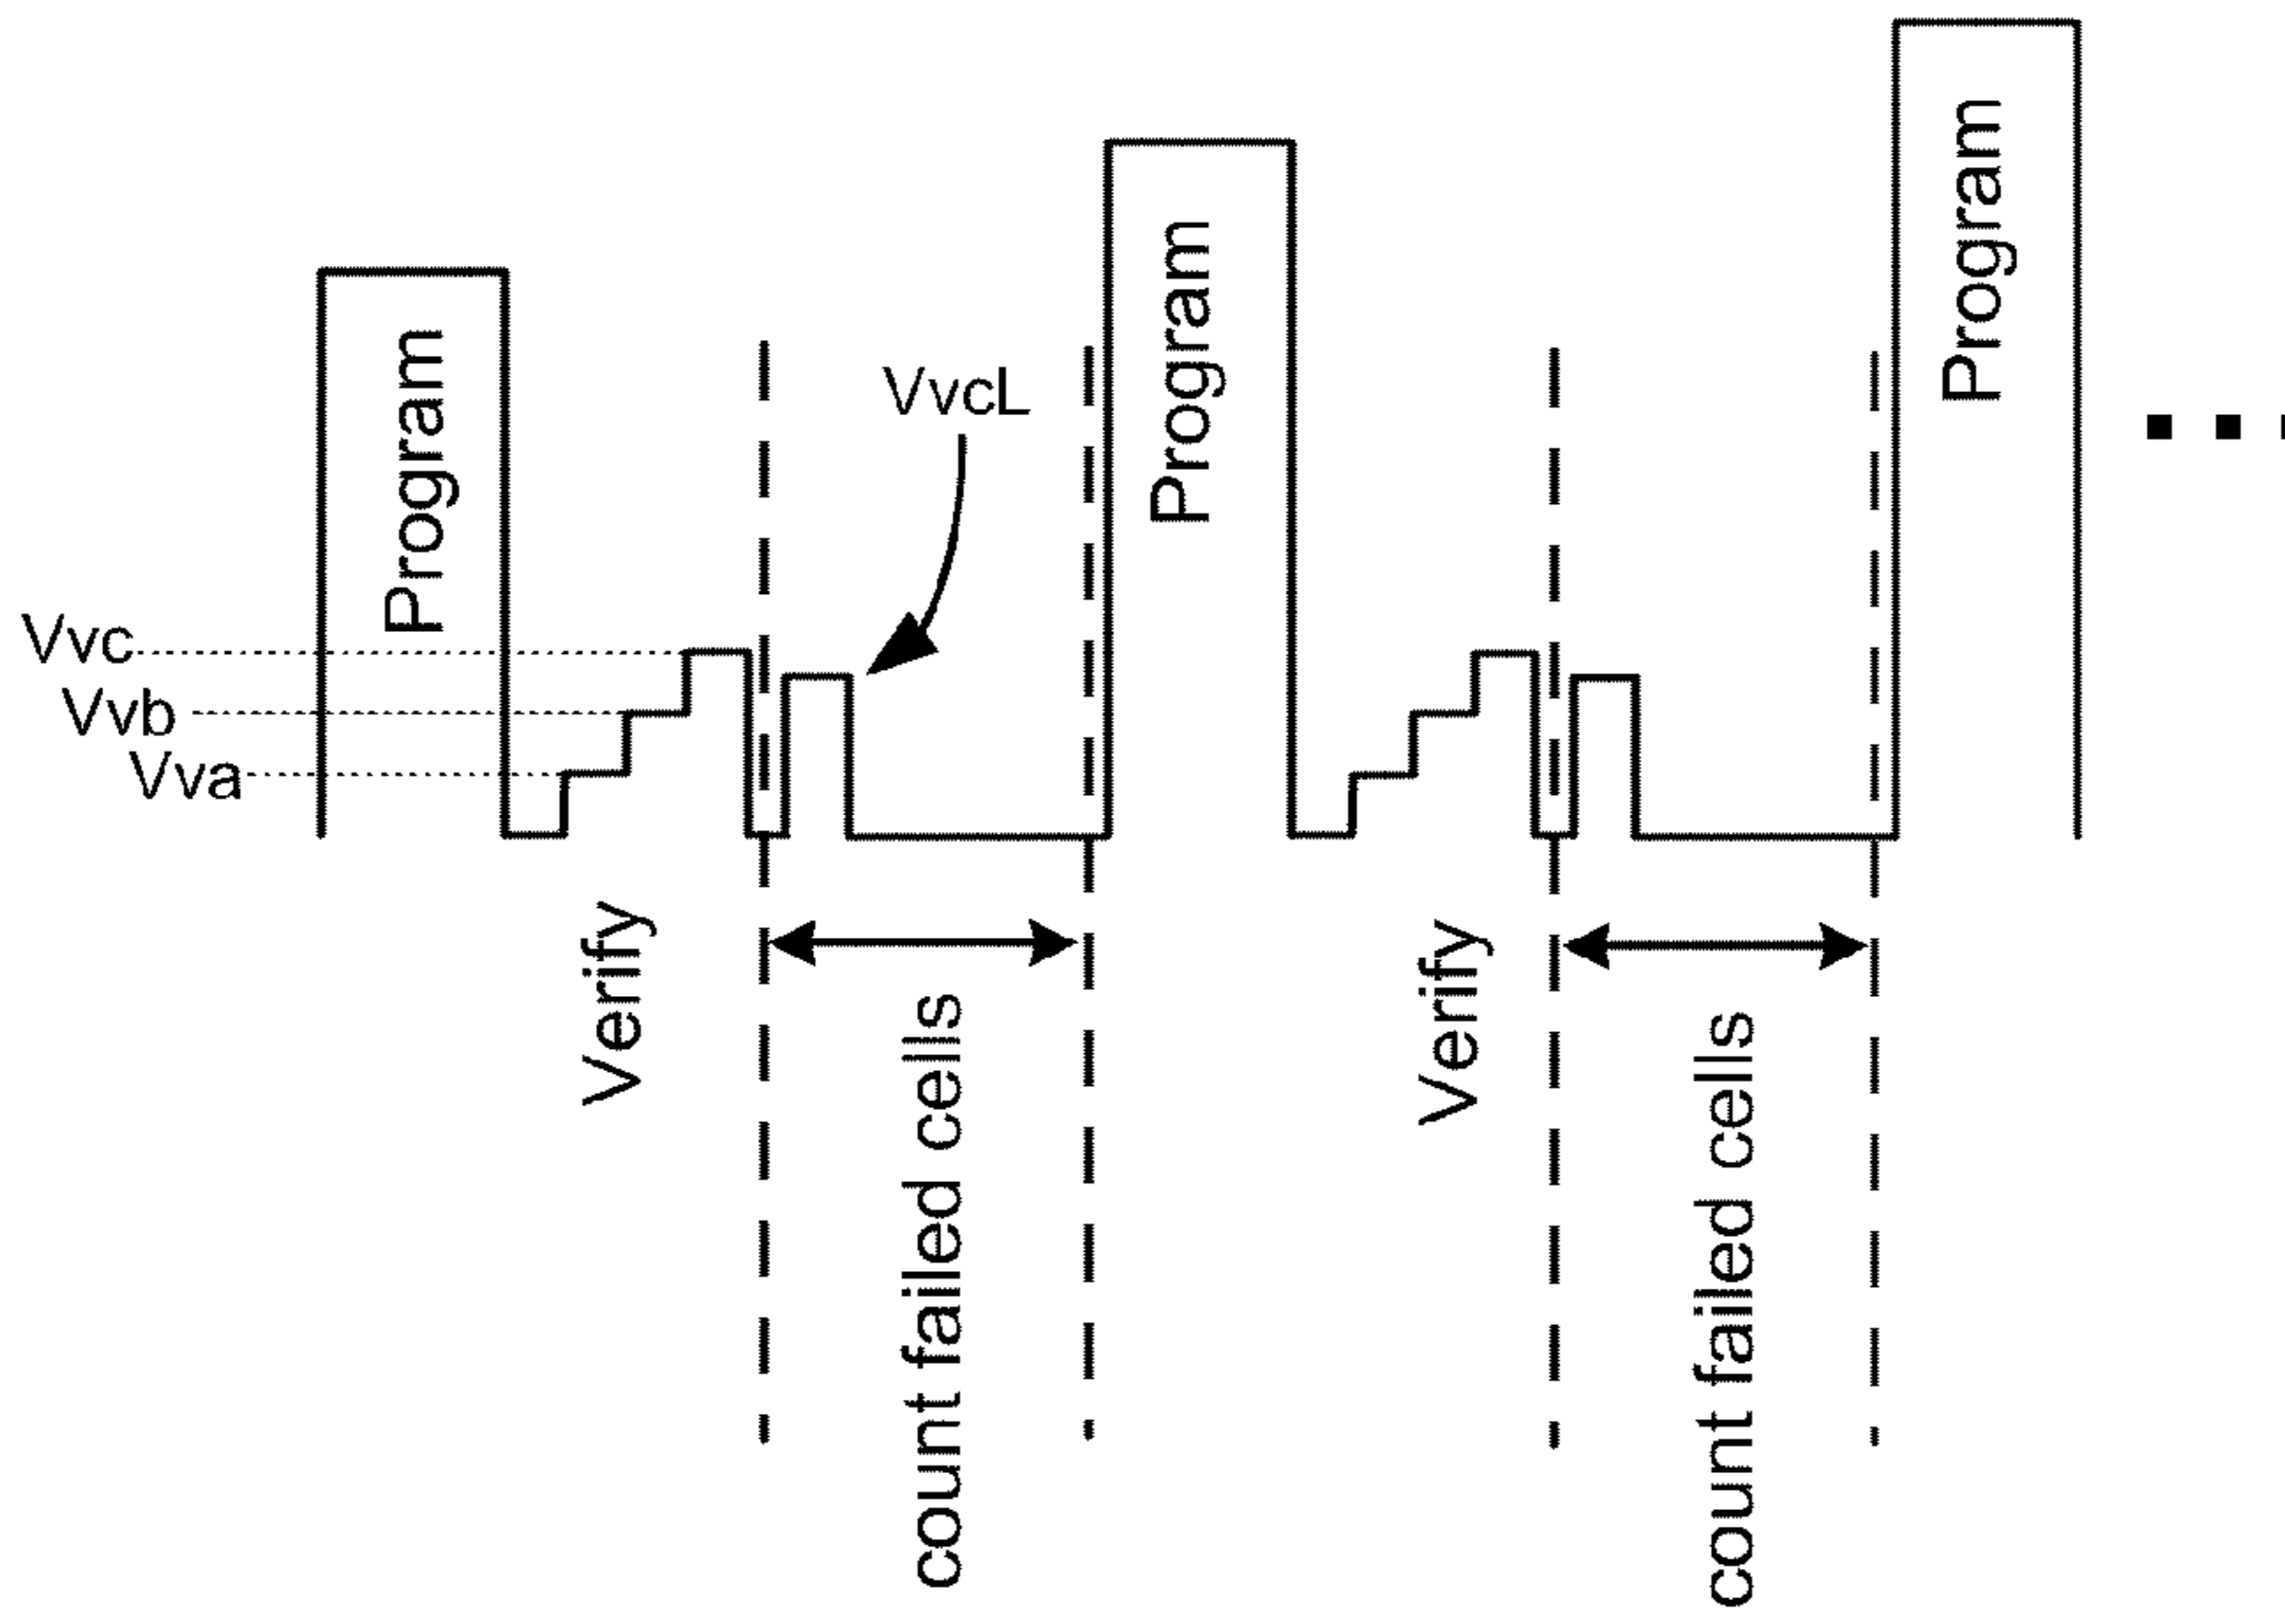 Program
Program
Program
VvcL
Vvc
Vvb
Vva
Verify
count failed cells
Verify
count failed cells